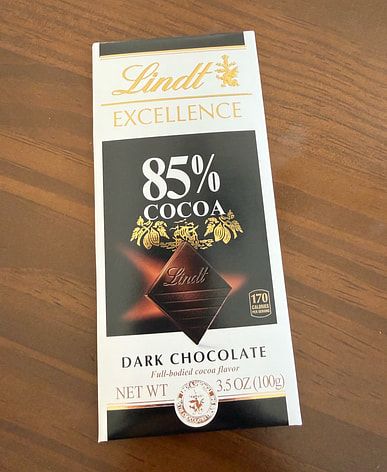 Lindt
EXCELLENCE
85%
COCOA
Lindt
170
CALORIES
PER SERVING
DARK CHOCOLATE
Full-bodied cocoa flavor
NET WT 3.5 OZ (100g)